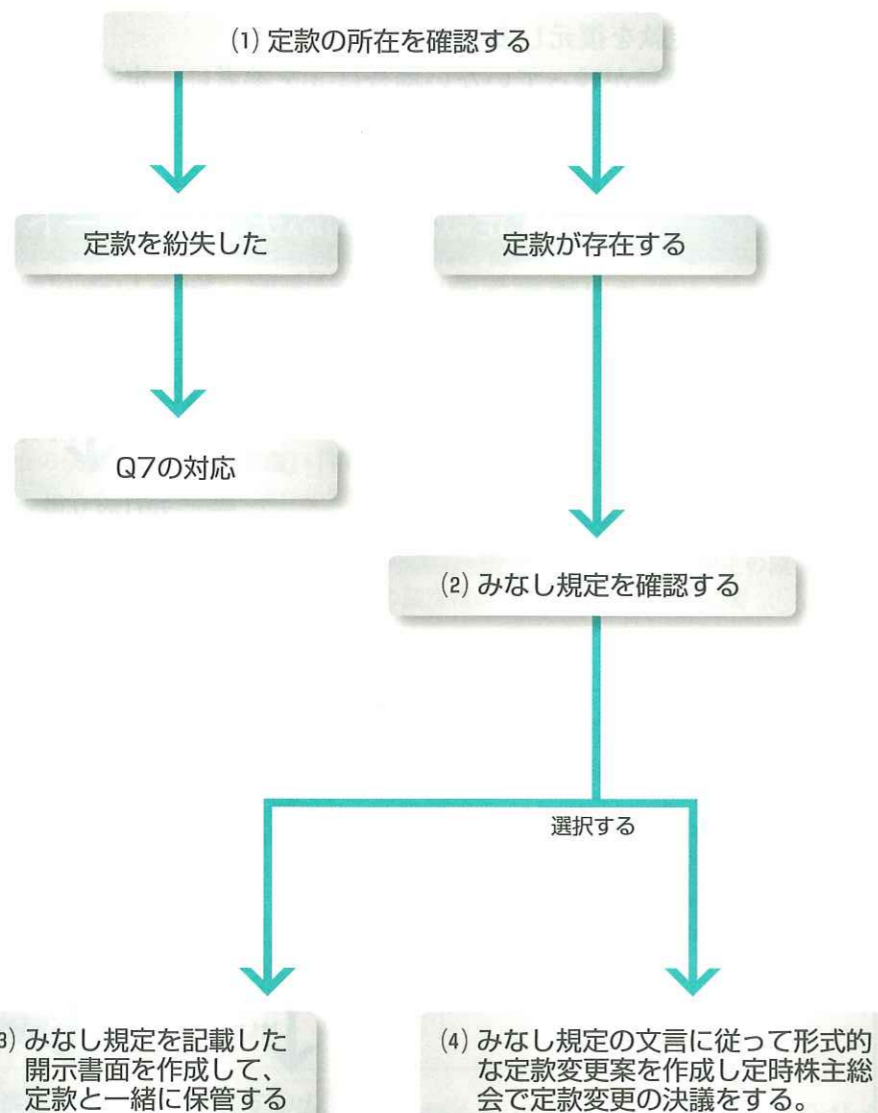 (1) 定款の所在を確認する
定款を紛失した
定款が存在する
Q7の対応
(2) みなし規定を確認する
選択する
3) みなし規定を記載した
開示書面を作成して、
定款と一緒に保管する
(4) みなし規定の文言に従って形式的
な定款変更案を作成し定時株主総
会で定款変更の決議をする。